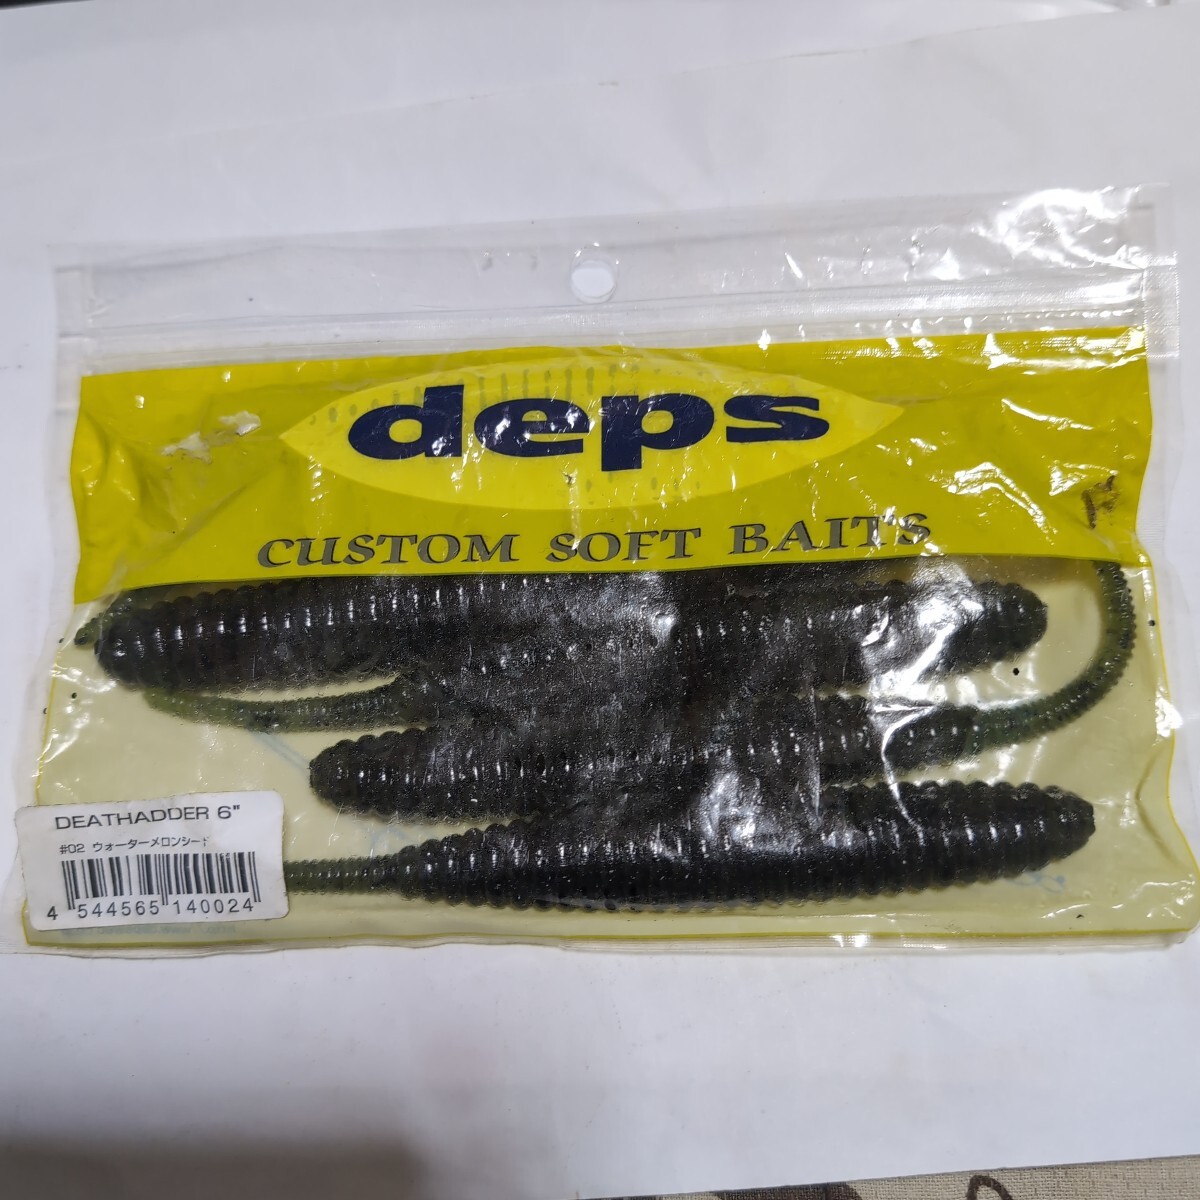 deps
CUSTOM SOFT BAITS
DEATHADDER 6"
#02 ウォーターメロンシード
4 544565 140024